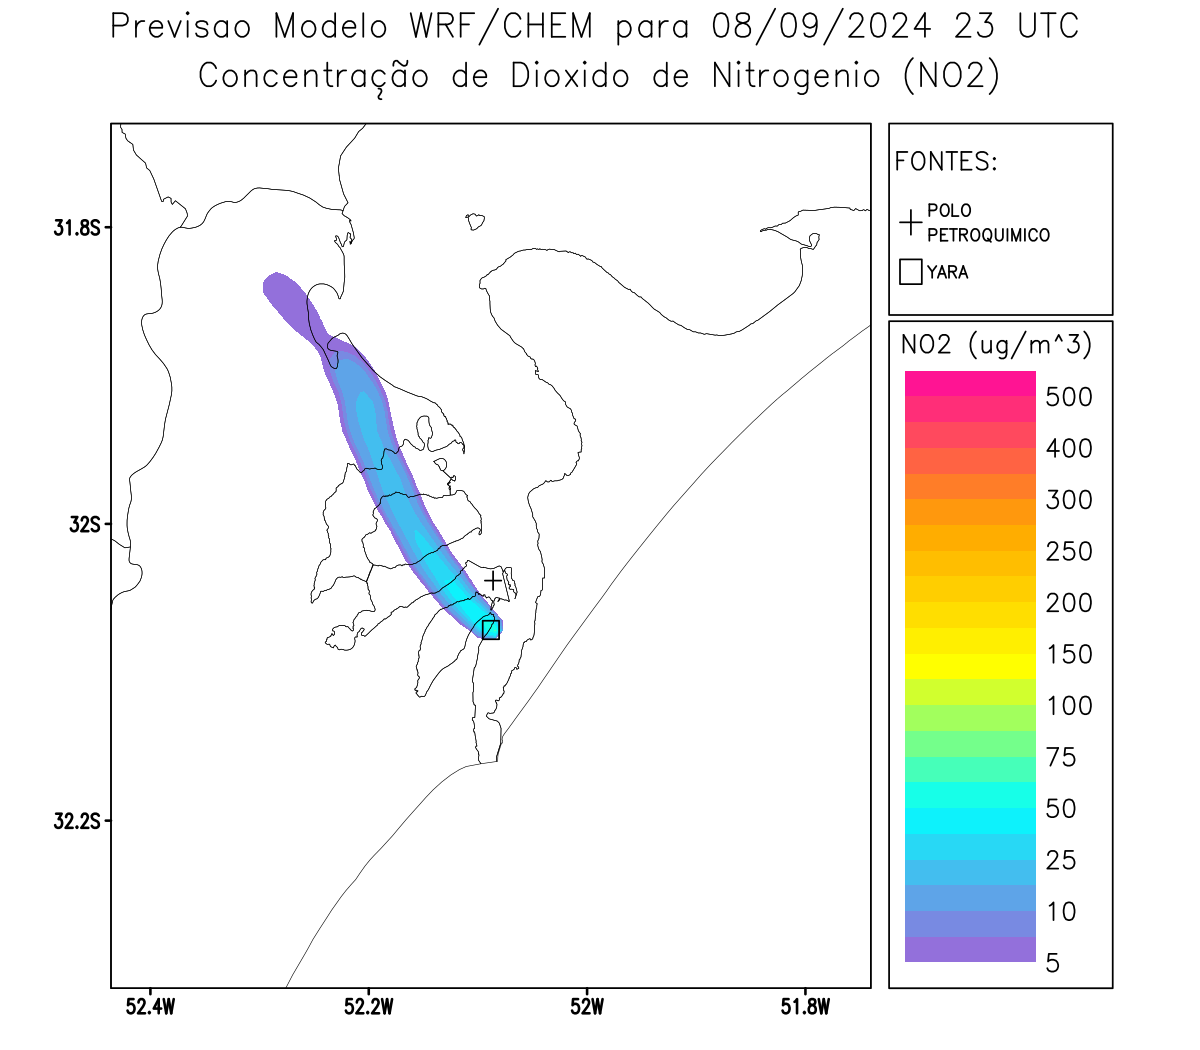 Previsao Modelo WRF/CHEM para 08/09/2024 23 UTC
Concentração de Dioxido de Nitrogenio (NO2)
FONTES:
POLO
PETROQUIMICO
YARA
NO2 (ug/m^3)
500
400
300
250
200
150
100
75
50
25
10
5
31.8S
32S
32.2S
52.4W
52.2W
52W
51.8W